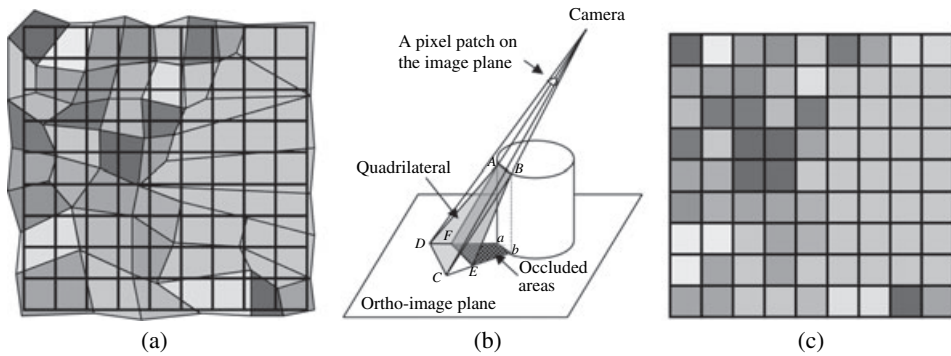 Camera
A pixel patch on
the image plane
Quadrilateral
A
B
D
F
a
b
C
E
Occluded
areas
Ortho-image plane
(a)
(b)
(c)